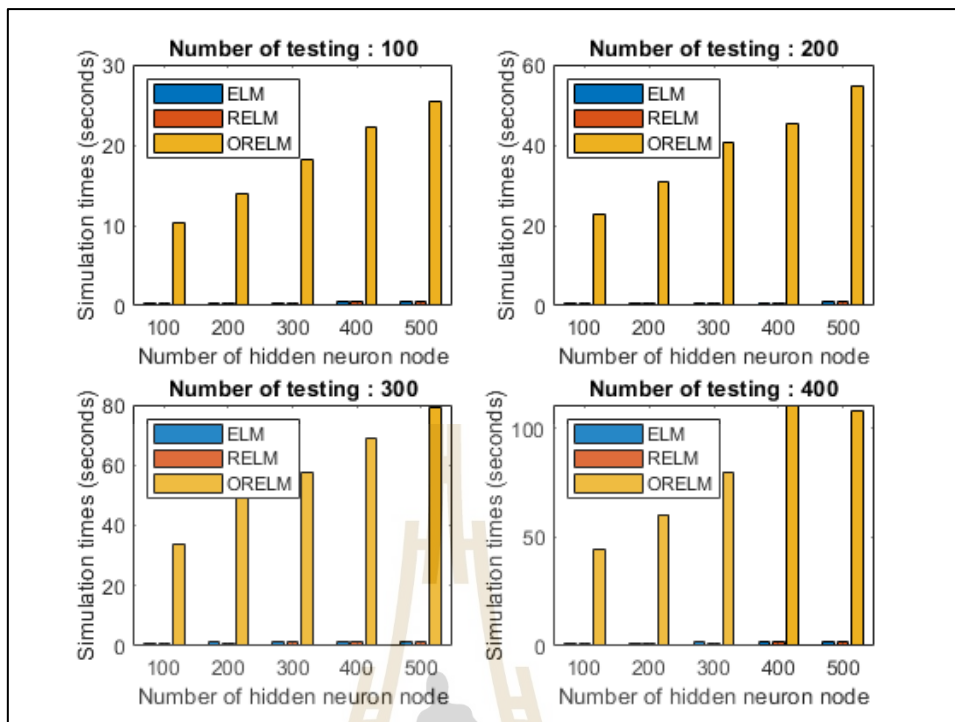 Number of testing : 100
Simulation times (seconds)
30
20
10
0
ELM
RELM
ORELM
100 200 300 400 500
Number of hidden neuron node
Number of testing : 200
Simulation times (seconds)
60
40
20
0
ELM
RELM
ORELM
100 200 300 400 500
Number of hidden neuron node
Number of testing : 300
Simulation times (seconds)
80
60
40
20
0
ELM
RELM
ORELM
100 200 300 400 500
Number of hidden neuron node
Number of testing : 400
Simulation times (seconds)
100
50
0
ELM
RELM
ORELM
100 200 300 400 500
Number of hidden neuron node